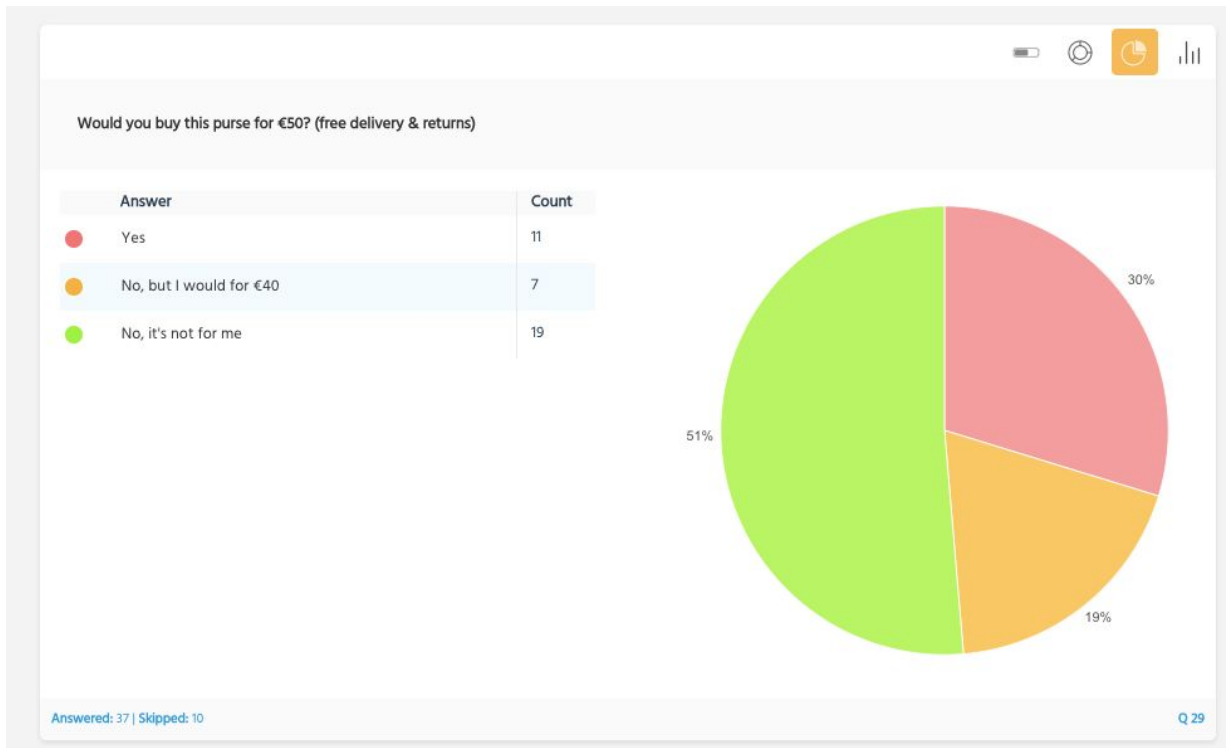 Would you buy this purse for €50? (free delivery & returns)
Answer Count
Yes 11
No, but I would for €40 7
No, it's not for me 19
30%
51%
19%
Answered: 37 | Skipped: 10 Q 29